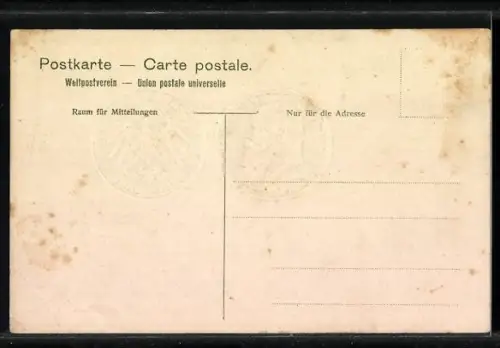 Postkarte — Carte postale.
Weltpostverein — Union postale universelle
Raum für Mitteilungen
Nur für die Adresse